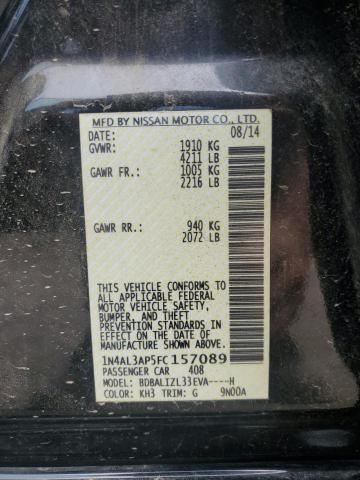 MFD BY NISSAN MOTOR CO., LTD.
DATE: 08/14
GVWR: 1910 KG
4211 LB
GAWR FR.: 1005 KG
2216 LB
GAWR RR.: 940 KG
2072 LB
THIS VEHICLE CONFORMS TO
ALL APPLICABLE FEDERAL
MOTOR VEHICLE SAFETY,
BUMPER, AND THEFT
PREVENTION STANDARDS IN
EFFECT ON THE DATE OF
MANUFACTURE SHOWN ABOVE.
1N4AL3AP5FC157089
PASSENGER CAR 408
MODEL: BDBALIZL33EVA----H
COLOR: KH3 TRIM: G 9N00A